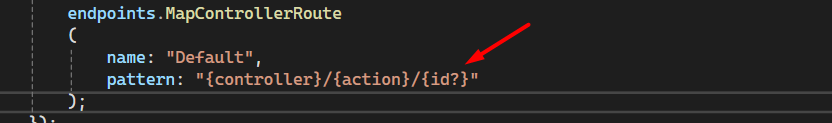 endpoints.MapControllerRoute
(
name: "Default",
pattern: "{controller}/{action}/{id?}"
);
});